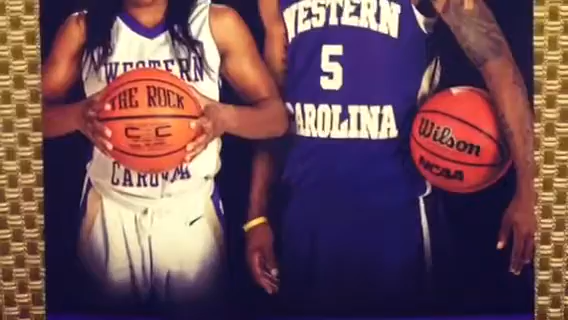 WESTERN
THE ROCK
C C
CAROLINA
WESTERN
5
CAROLINA
Wilson
NCAA